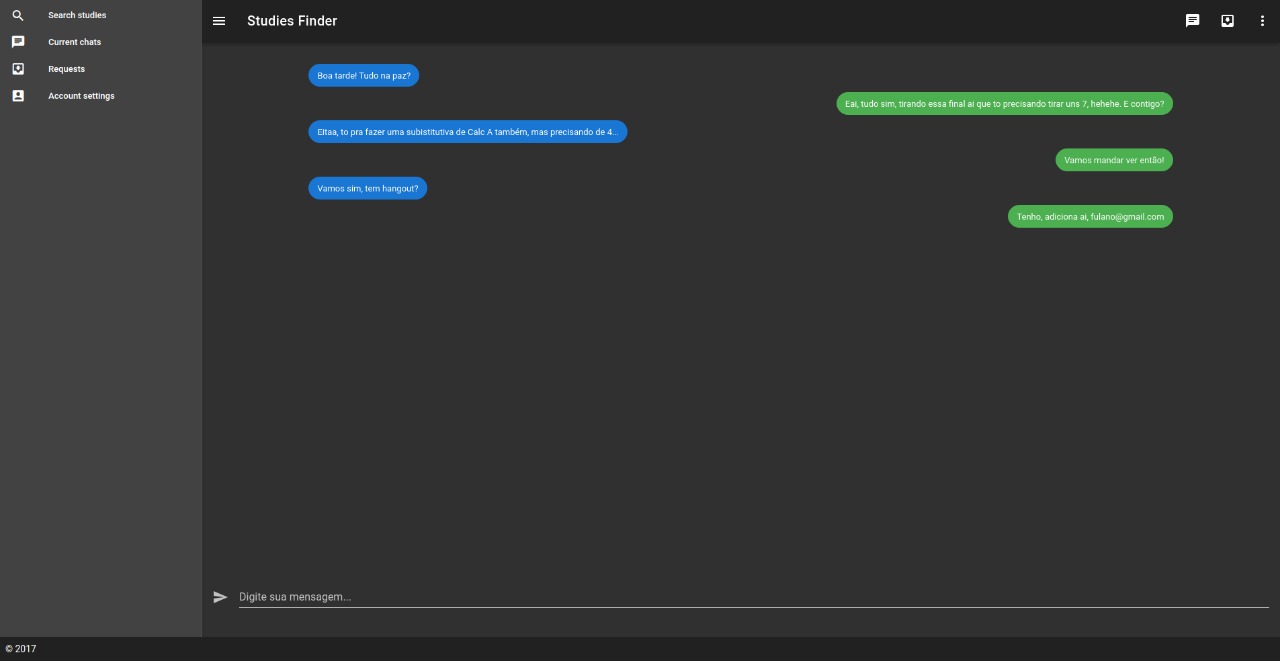 Search studies
Current chats
Requests
Account settings
Studies Finder
Boa tarde! Tudo na paz?
Eai, tudo sim, tirando essa final ai que to precisando tirar uns 7, hehehe. E contigo?
Eitaa, to pra fazer uma subistitutiva de Calc A também, mas precisando de 4...
Vamos mandar ver então!
Vamos sim, tem hangout?
Tenho, adiciona ai, fulano@gmail.com
Digite sua mensagem...
© 2017